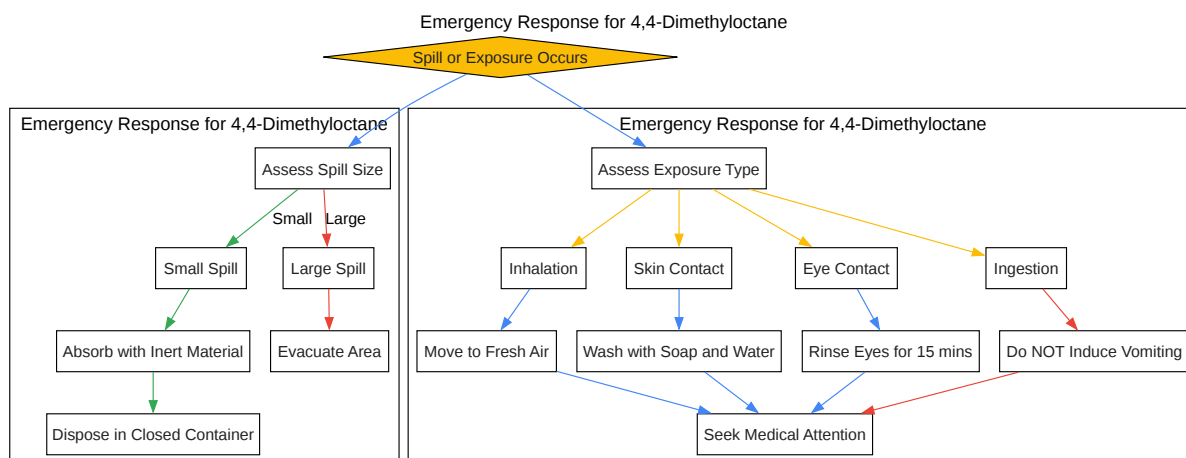 Emergency Response for 4,4-Dimethyloctane
Spill or Exposure Occurs
Emergency Response for 4,4-Dimethyloctane
Assess Spill Size
Small
Large
Small Spill
Large Spill
Absorb with Inert Material
Evacuate Area
Dispose in Closed Container
Emergency Response for 4,4-Dimethyloctane
Assess Exposure Type
Inhalation
Skin Contact
Eye Contact
Ingestion
Move to Fresh Air
Wash with Soap and Water
Rinse Eyes for 15 mins
Do NOT Induce Vomiting
Seek Medical Attention